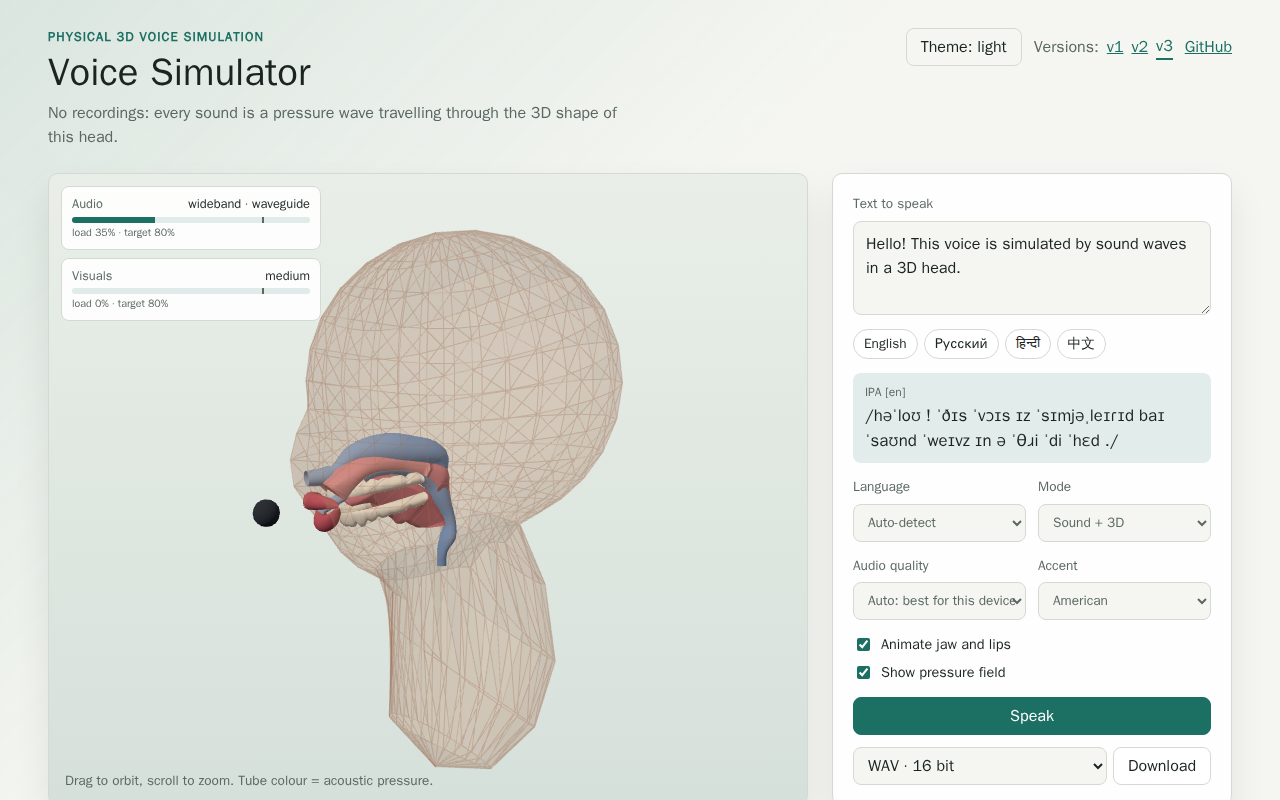 PHYSICAL 3D VOICE SIMULATION
Voice Simulator
No recordings: every sound is a pressure wave travelling through the 3D shape of
this head.
Theme: light
Versions: v1 v2 v3 GitHub
Audio wideband · waveguide
load 35% · target 80%
Visuals medium
load 0% · target 80%
Drag to orbit, scroll to zoom. Tube colour = acoustic pressure.
Text to speak
Hello! This voice is simulated by sound waves
in a 3D head.
English Русский हिन्दी 中文
IPA [en]
/həˈloʊ ! ˈðɪs ˈvɔɪs ɪz ˈsɪmjəˌleɪɾɪd baɪ
ˈsaʊnd ˈweɪvz ɪn ə ˈθɹi ˈdi ˈhɛd ./
Language Mode
Auto-detect Sound + 3D
Audio quality Accent
Auto: best for this device American
Animate jaw and lips
Show pressure field
Speak
WAV · 16 bit Download